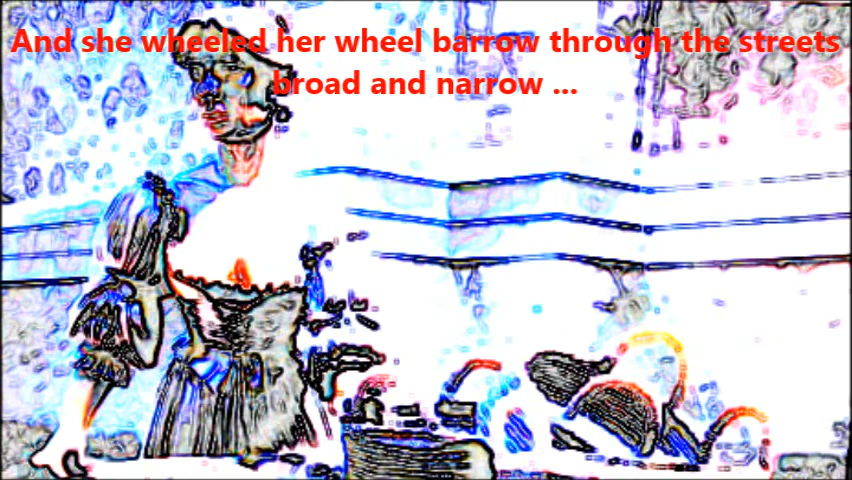 And she wheeled her wheel barrow through the streets
broad and narrow ...